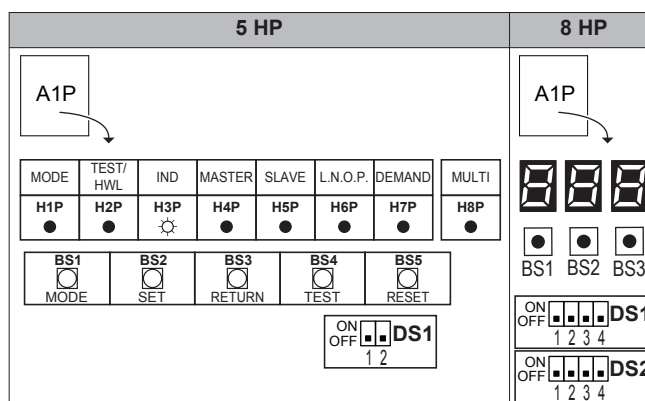 5 HP
8 HP
A1P
A1P
MODE TEST/HWL IND MASTER SLAVE L.N.O.P. DEMAND MULTI
H1P H2P H3P H4P H5P H6P H7P H8P
BS1 BS2 BS3 BS4 BS5
MODE SET RETURN TEST RESET
ON
OFF
DS1
1 2
888
BS1 BS2 BS3
ON
OFF
DS1
1 2 3 4
ON
OFF
DS2
1 2 3 4